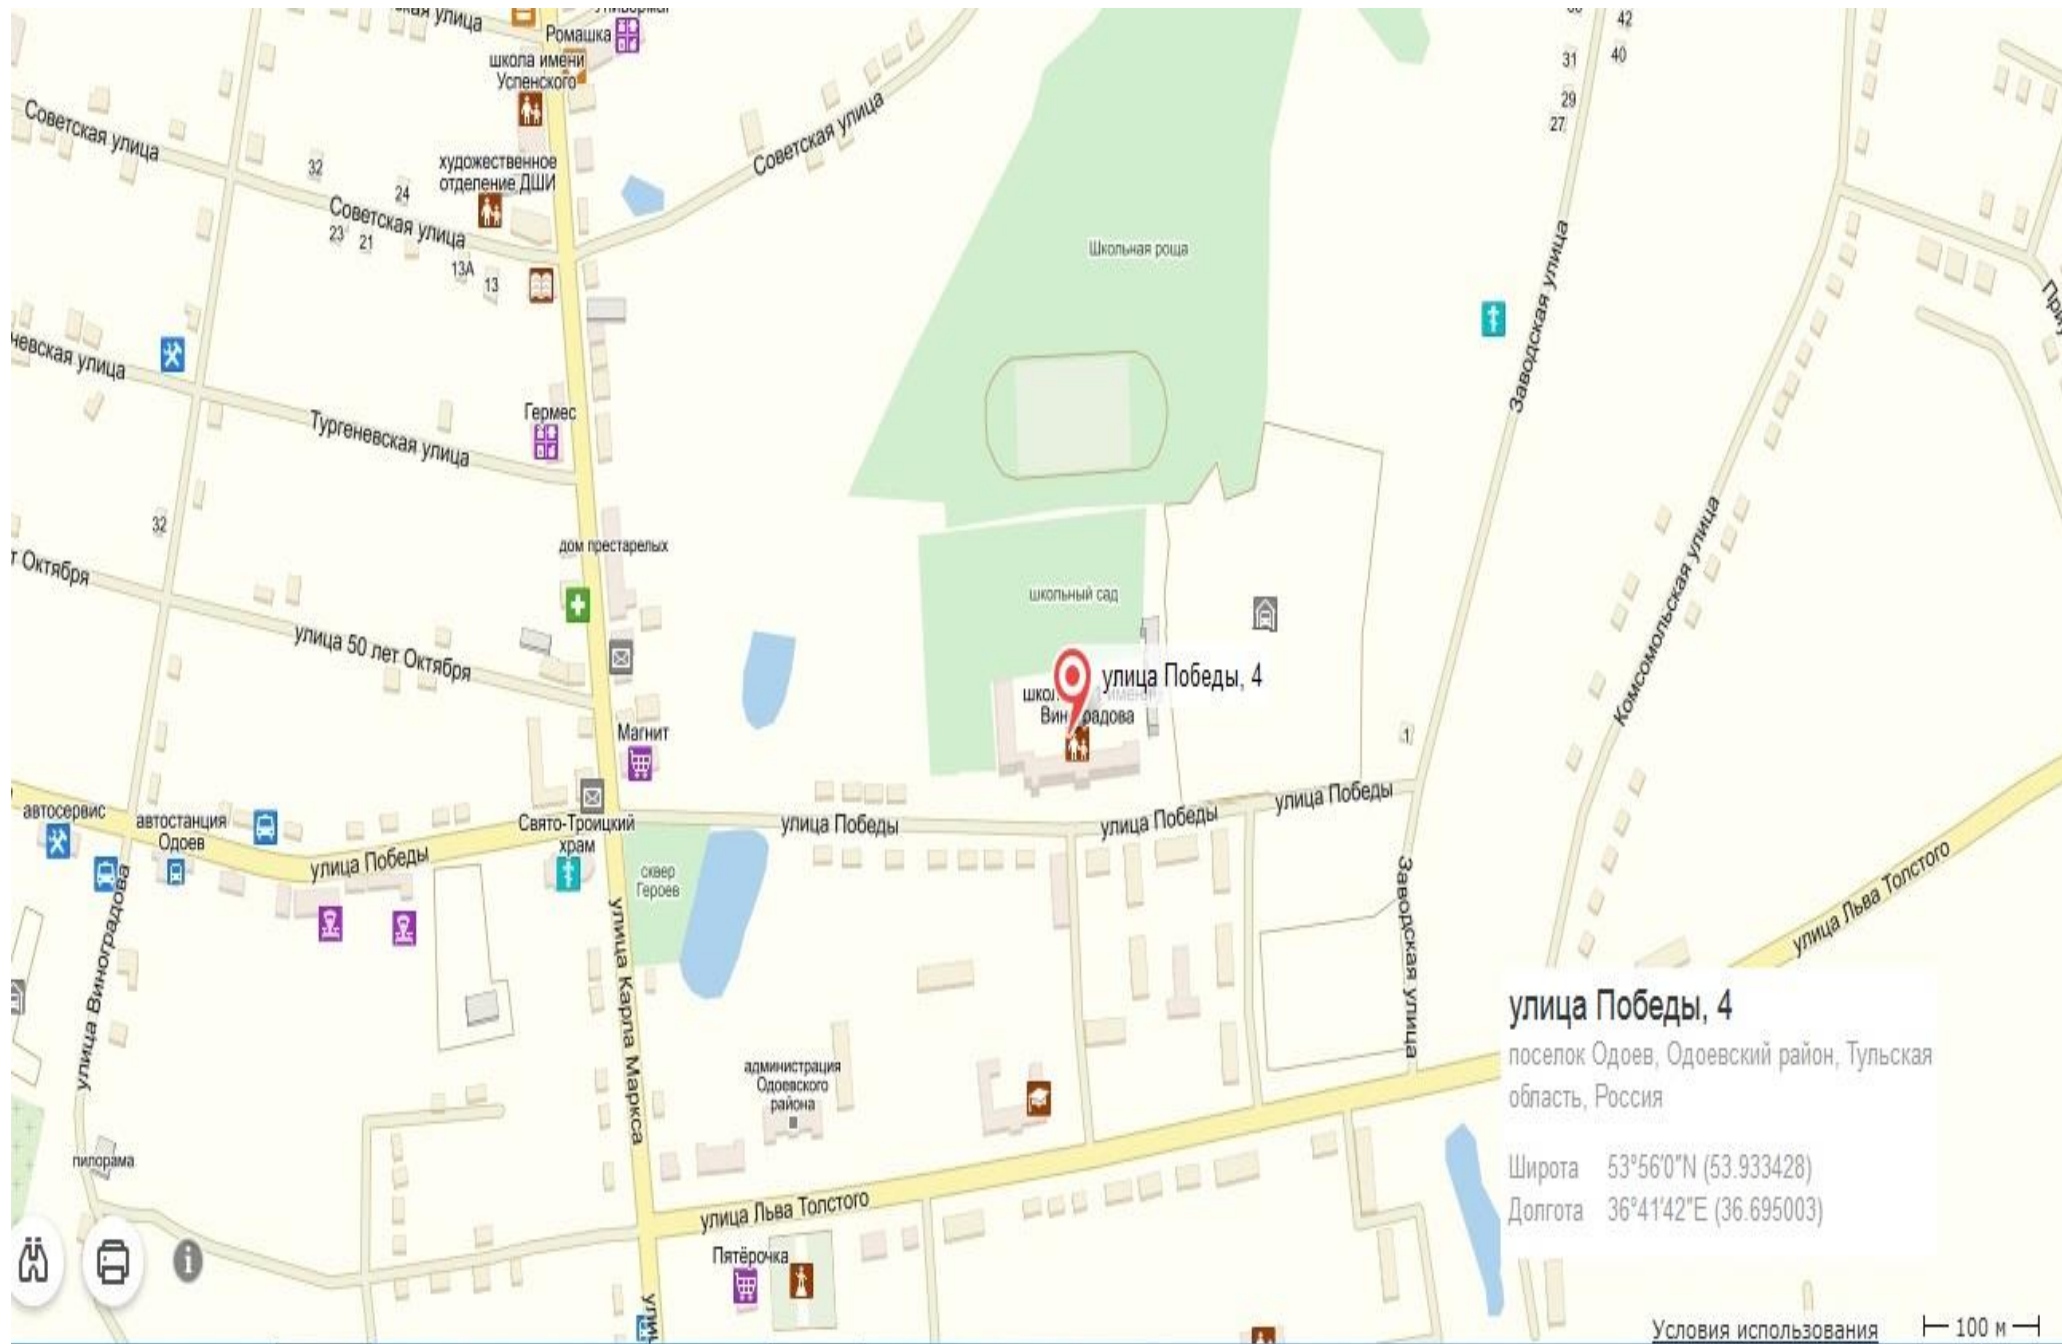 улица
Ромашка
школа имени
Успенского
42
31
40
29
27
Советская улица
Советская улица
32
24
художественное
отделение ДШИ
Советская улица
23
21
13А
13
Школьная роща
Заводская улица
невская улица
Гермес
Тургеневская улица
32
дом престарелых
т Октября
улица 50 лет Октября
школьный сад
Комсомольская улица
улица Победы, 4
Виноградова
Магнит
1
автосервис
автостанция
Одоев
Свято-Троицкий
храм
улица Победы
улица Победы
улица Победы
улица Победы
сквер
Героев
улица Виноградова
улица Карла Маркса
Заводская улица
улица Льва Толстого
администрация
Одоевского
района
пилорама
улица Льва Толстого
Пятёрочка
улица Победы, 4
поселок Одоев, Одоевский район, Тульская
область, Россия
Широта 53°56′0″N (53.933428)
Долгота 36°41′42″E (36.695003)
Условия использования
100 м